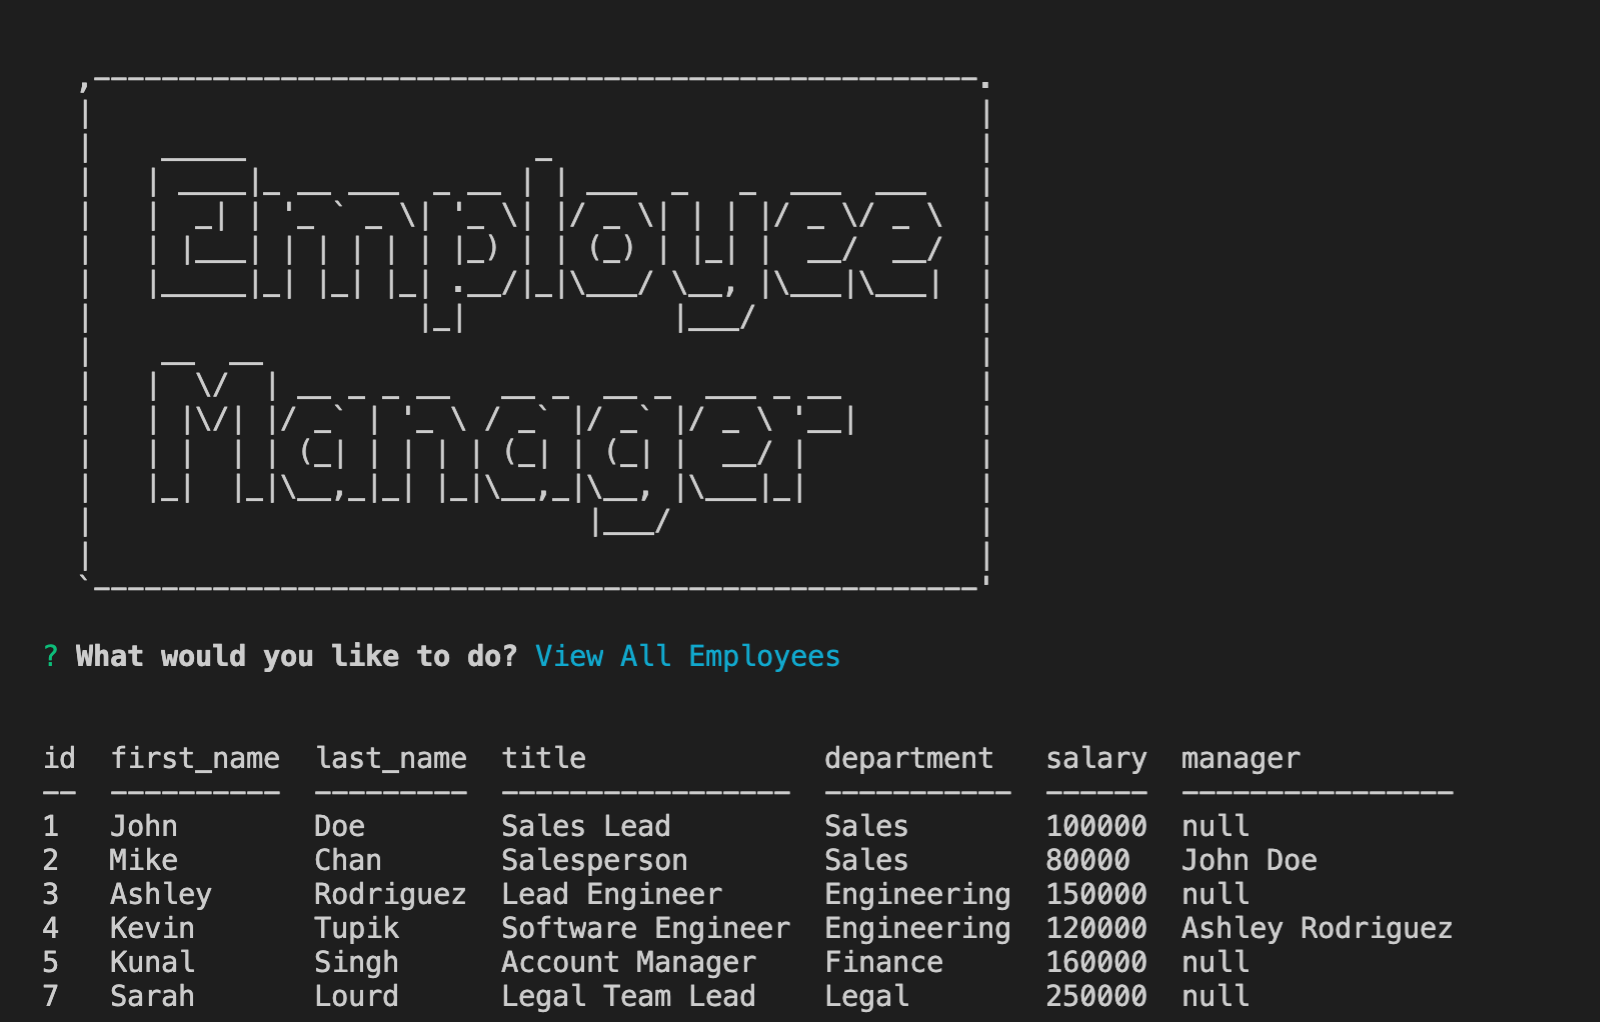 Employee
Manager
? What would you like to do? View All Employees
id first_name last_name title department salary manager
-- ---------- --------- ----------------- ----------- ------ ----------------
1 John Doe Sales Lead Sales 100000 null
2 Mike Chan Salesperson Sales 80000 John Doe
3 Ashley Rodriguez Lead Engineer Engineering 150000 null
4 Kevin Tupik Software Engineer Engineering 120000 Ashley Rodriguez
5 Kunal Singh Account Manager Finance 160000 null
7 Sarah Lourd Legal Team Lead Legal 250000 null